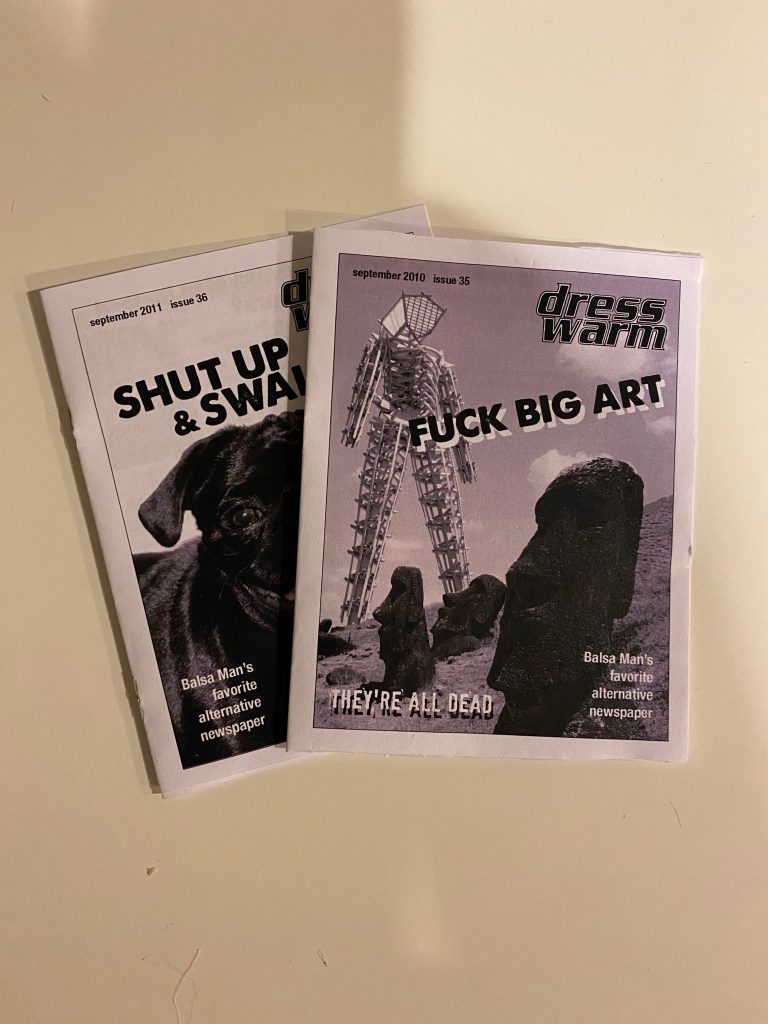 september 2011 issue 36
SHUT UP
&
Balsa Man's
favorite
alternative
newspaper
september 2010 issue 35
dress
warm
FUCK BIG ART
THEY'RE ALL DEAD
Balsa Man's
favorite
alternative
newspaper